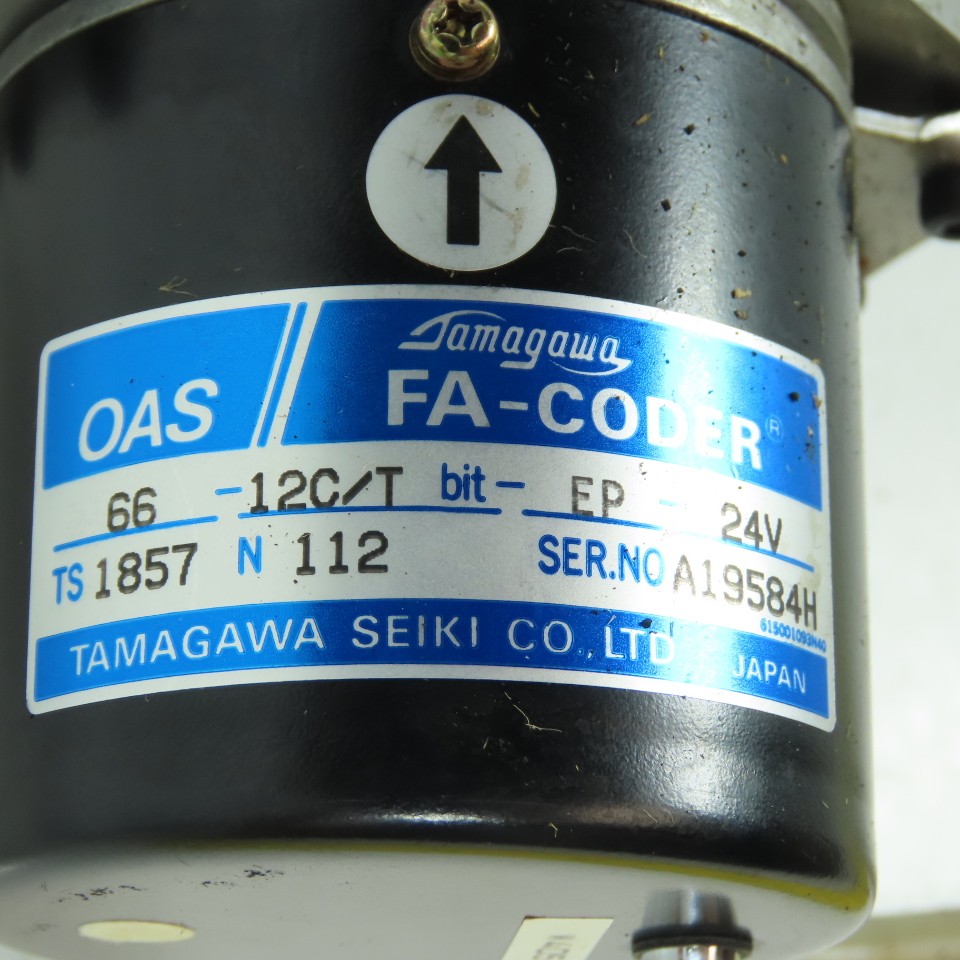 Tamagawa
OAS FA-CODER®
66 - 12C/T bit - EP - 24V
TS 1857 N 112 SER.NO A19584H
615001093N40
TAMAGAWA SEIKI CO., LTD JAPAN